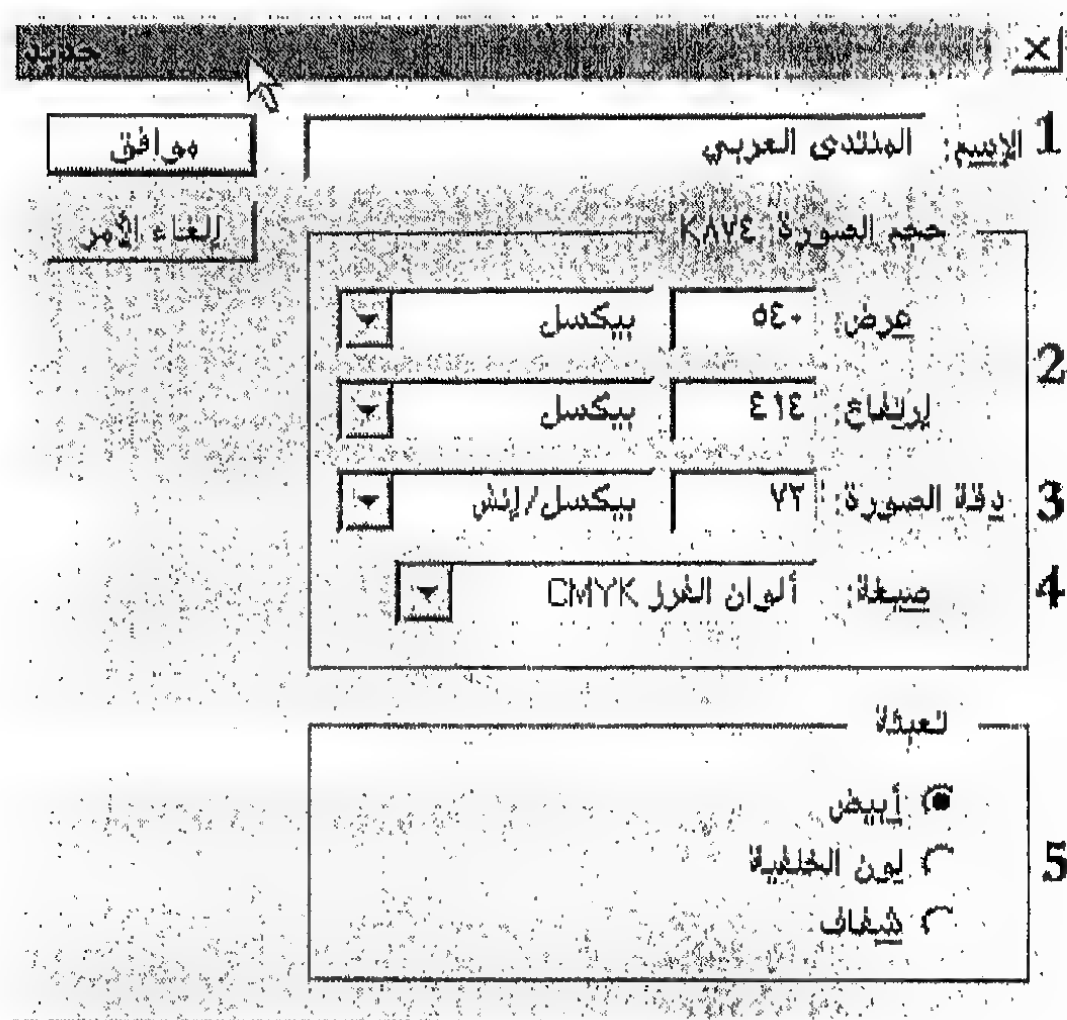 جديد
1 الإسم: المنتدى العربي موافق
حجم الصورة: ٨٧٤K إلغاء الأمر
عرض: ٥٤٠ بيكسل
2
إرتفاع: ٤١٤ بيكسل
3 دقة الصورة: ٧٢ بيكسل/إنش
4 صيغة: ألوان الفرز CMYK
تعبئة
أبيض
5 لون الخلفية
شفاف